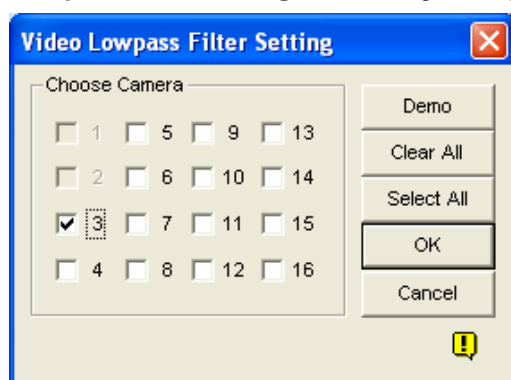 Video Lowpass Filter Setting
Choose Camera
1 5 9 13
2 6 10 14
3 7 11 15
4 8 12 16
Demo
Clear All
Select All
OK
Cancel